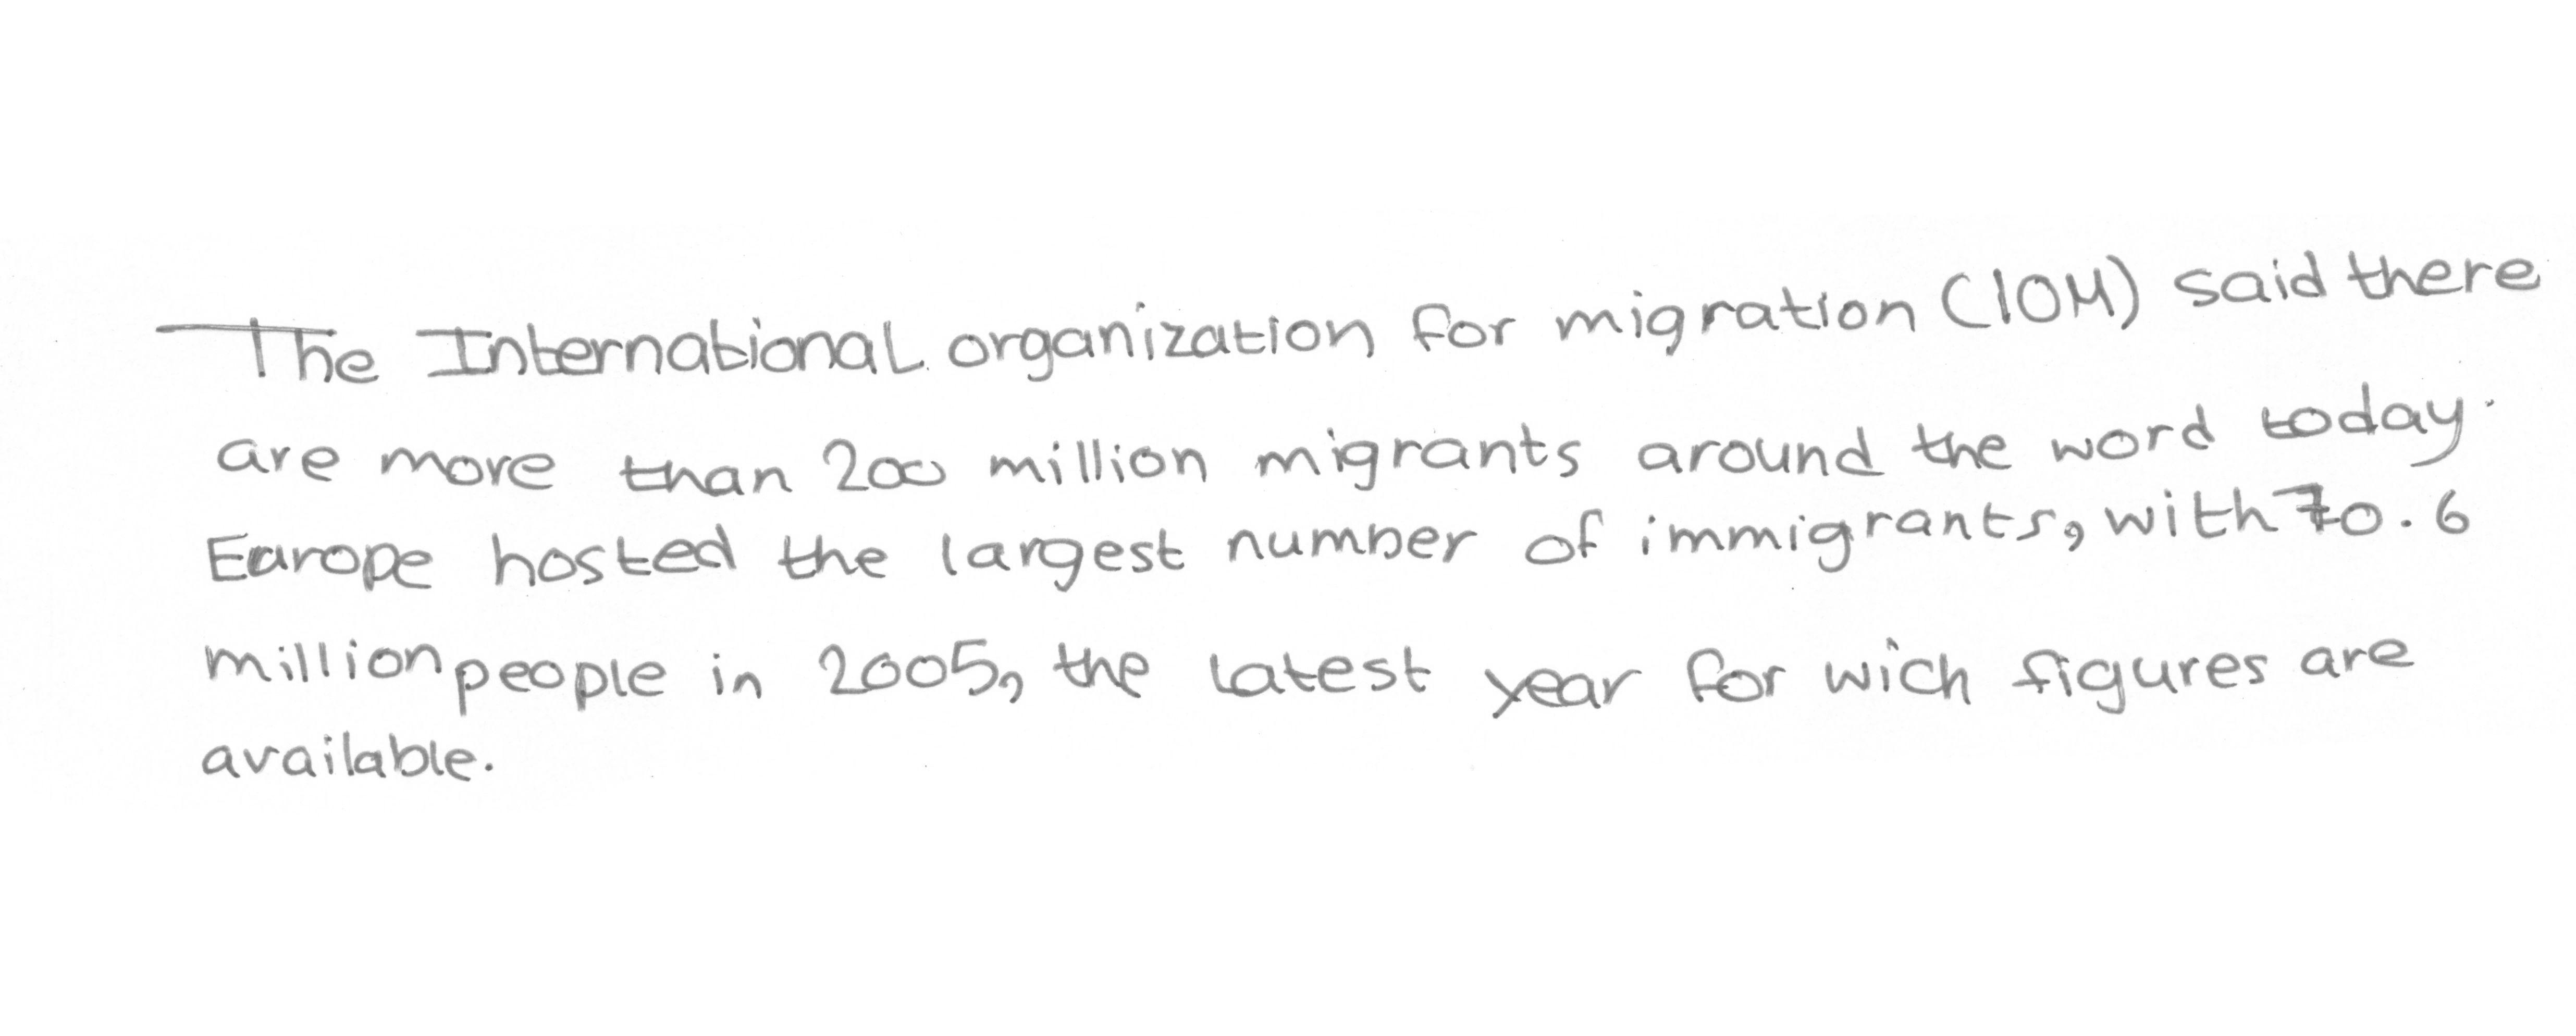 The International organization for migration (IOM) said there
are more than 200 million migrants around the word today.
Europe hosted the largest number of immigrants, with 70.6
million people in 2005, the latest year for wich figures are
available.